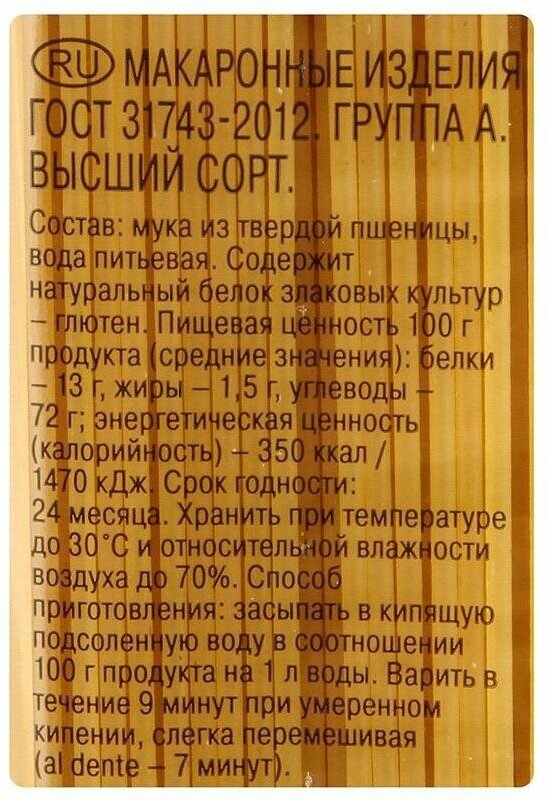 RU МАКАРОННЫЕ ИЗДЕЛИЯ
ГОСТ 31743-2012. ГРУППА А.
ВЫСШИЙ СОРТ.
Состав: мука из твердой пшеницы,
вода питьевая. Содержит
натуральный белок злаковых культур
– глютен. Пищевая ценность 100 г
продукта (средние значения): белки
– 13 г, жиры – 1,5 г, углеводы –
72 г; энергетическая ценность
(калорийность) – 350 ккал /
1470 кДж. Срок годности:
24 месяца. Хранить при температуре
до 30°С и относительной влажности
воздуха до 70%. Способ
приготовления: засыпать в кипящую
подсоленную воду в соотношении
100 г продукта на 1 л воды. Варить в
течение 9 минут при умеренном
кипении, слегка перемешивая
(al dente – 7 минут).